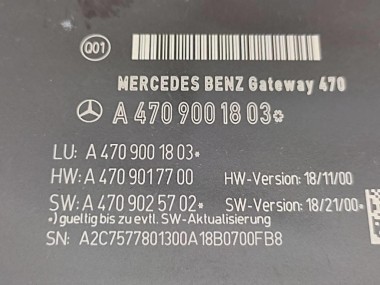 Q01
MERCEDES BENZ Gateway 470
A 470 900 18 03*
LU: A 470 900 18 03*
HW: A 470 901 77 00 HW-Version: 18/11/00
SW: A 470 902 57 02* SW-Version: 18/21/00*
*) gueltig bis zu evtl. SW-Aktualisierung
SN: A2C7577801300A18B0700FB8